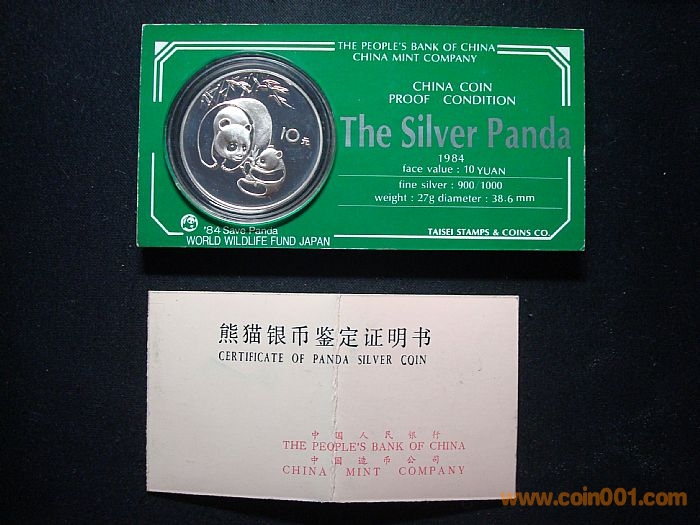 THE PEOPLE'S BANK OF CHINA
CHINA MINT COMPANY
CHINA COIN
PROOF CONDITION
The Silver Panda
1984
face value : 10 YUAN
fine silver : 900/1000
weight : 27g diameter : 38.6 mm
10元
'84 Save Panda
WORLD WILDLIFE FUND JAPAN
TAISEI STAMPS & COINS CO.
熊猫银币鉴定证明书
CERTIFICATE OF PANDA SILVER COIN
中国人民银行
THE PEOPLE'S BANK OF CHINA
中国造币公司
CHINA MINT COMPANY
www.coin001.com